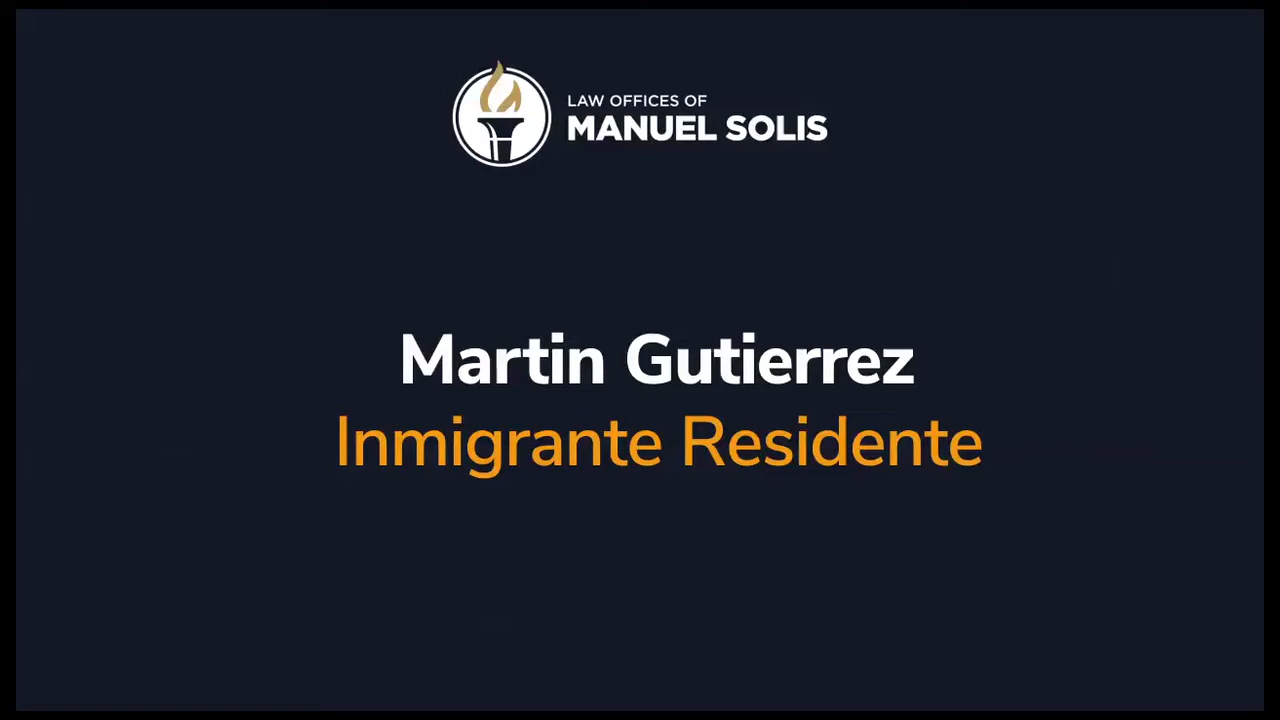 LAW OFFICES OF
MANUEL SOLIS
Martin Gutierrez
Inmigrante Residente